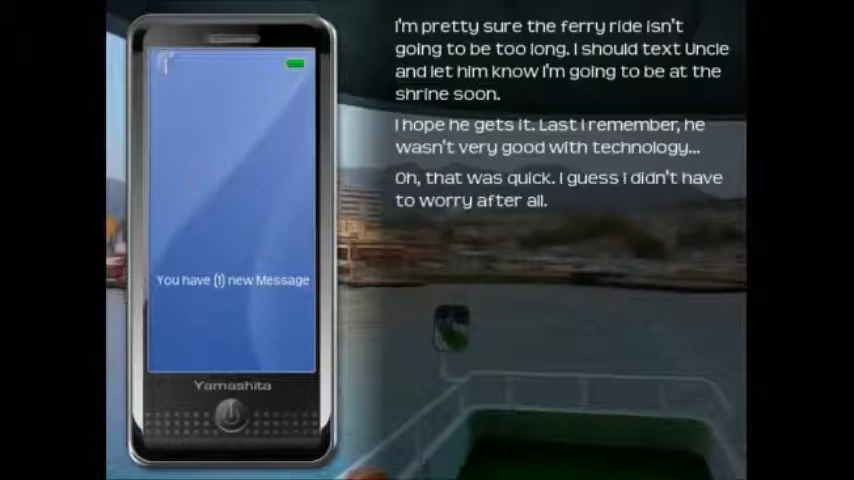 I'm pretty sure the ferry ride isn't
going to be too long. I should text Uncle
and let him know I'm going to be at the
shrine soon.
I hope he gets it. Last I remember, he
wasn't very good with technology...
Oh, that was quick. I guess I didn't have
to worry after all.
You have (1) new Message
Yamashita